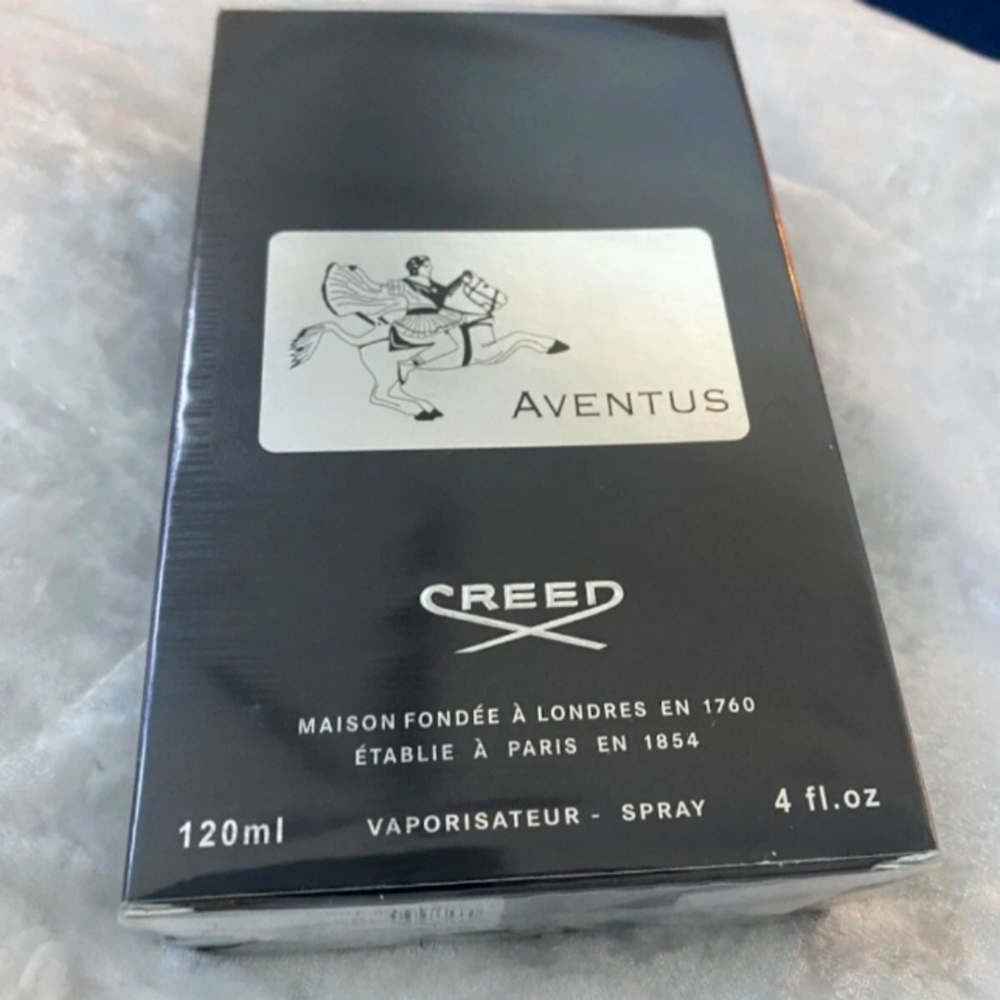 AVENTUS
CREED
MAISON FONDÉE À LONDRES EN 1760
ÉTABLIE À PARIS EN 1854
120ml VAPORISATEUR - SPRAY 4 fl.oz